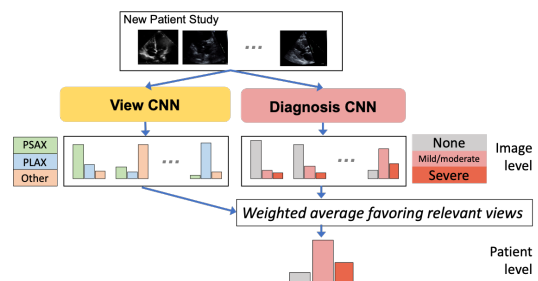 New Patient Study
...
View CNN
Diagnosis CNN
PSAX
PLAX
Other
...
...
None
Mild/moderate
Severe
Image
level
Weighted average favoring relevant views
Patient
level